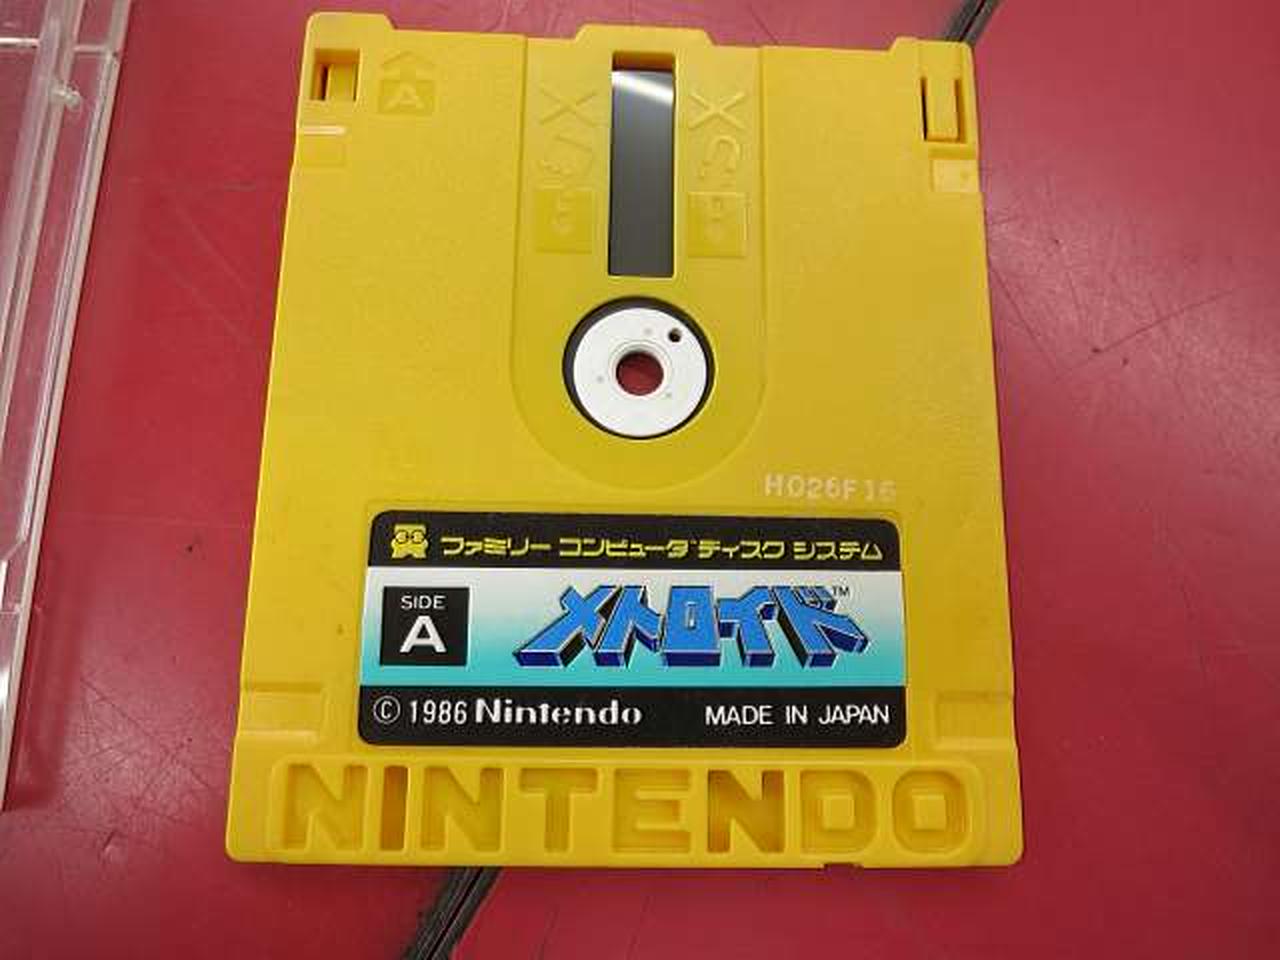 A
H026F16
ファミリー コンピュータ ディスク システム
SIDE
A
メトロイド™
© 1986 Nintendo
MADE IN JAPAN
NINTENDO